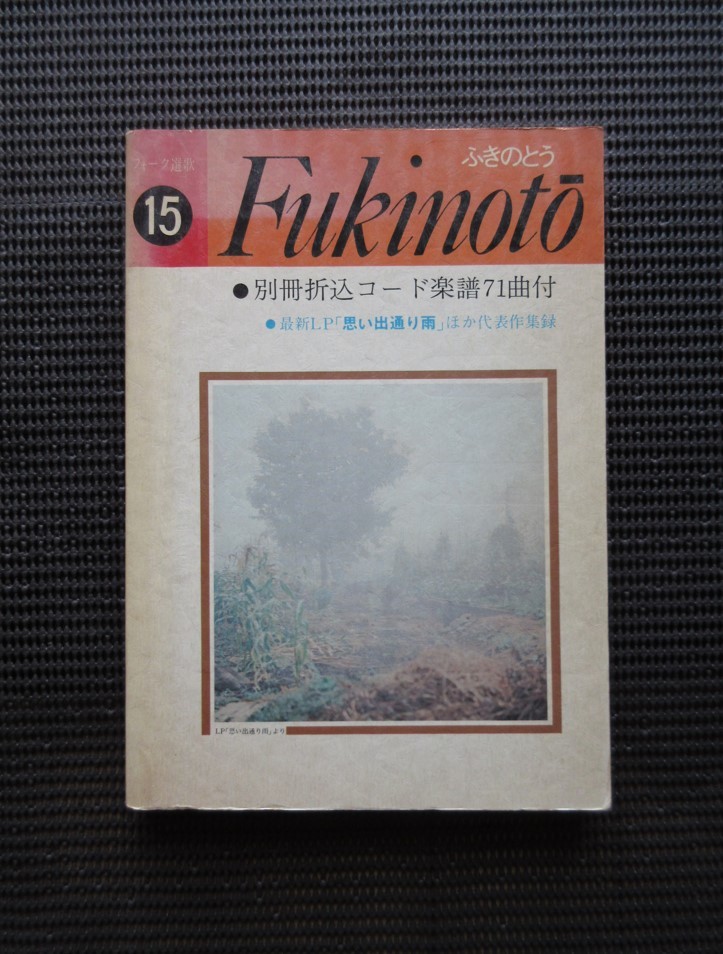 フォーク選歌
15
ふきのとう
Fukinotō
●別冊折込コード楽譜71曲付
●最新LP「思い出通り雨」ほか代表作集録
LP「思い出通り雨」より